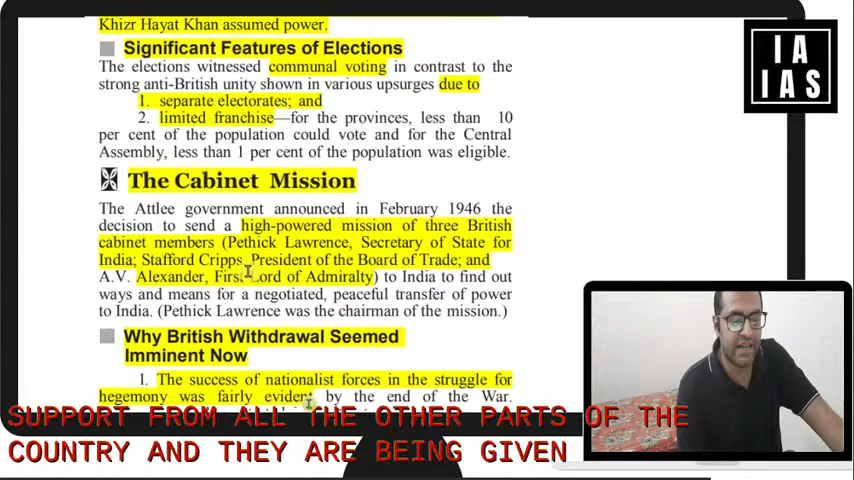 Khizr Hayat Khan assumed power.
Significant Features of Elections
The elections witnessed communal voting in contrast to the
strong anti-British unity shown in various upsurges due to
1. separate electorates; and
2. limited franchise—for the provinces, less than 10
per cent of the population could vote and for the Central
Assembly, less than 1 per cent of the population was eligible.
The Cabinet Mission
The Attlee government announced in February 1946 the
decision to send a high-powered mission of three British
cabinet members (Pethick Lawrence, Secretary of State for
India; Stafford Cripps, President of the Board of Trade; and
A.V. Alexander, First Lord of Admiralty) to India to find out
ways and means for a negotiated, peaceful transfer of power
to India. (Pethick Lawrence was the chairman of the mission.)
Why British Withdrawal Seemed
Imminent Now
1. The success of nationalist forces in the struggle for
hegemony was fairly evident by the end of the War.
SUPPORT FROM ALL THE OTHER PARTS OF THE
COUNTRY AND THEY ARE BEING GIVEN
IA
IAS